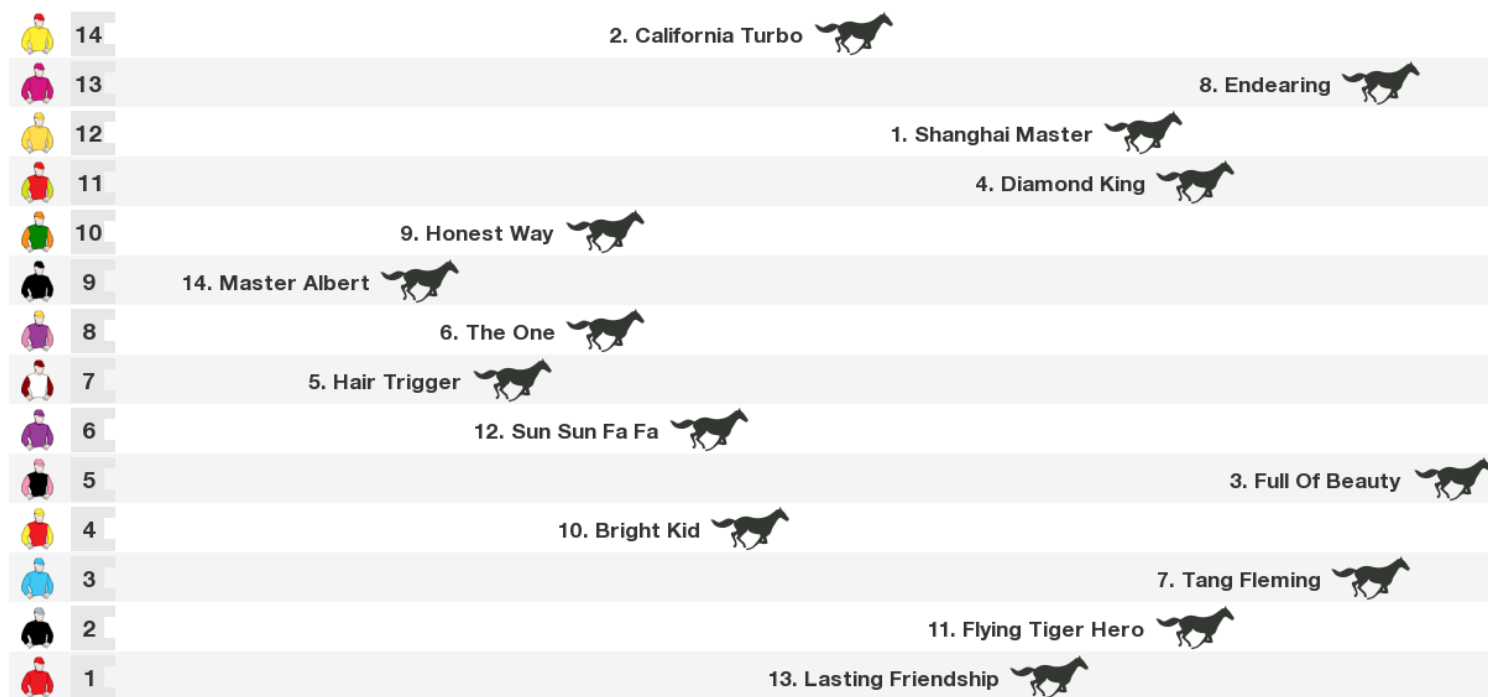 14 2. California Turbo
13 8. Endearing
12 1. Shanghai Master
11 4. Diamond King
10 9. Honest Way
9 14. Master Albert
8 6. The One
7 5. Hair Trigger
6 12. Sun Sun Fa Fa
5 3. Full Of Beauty
4 10. Bright Kid
3 7. Tang Fleming
2 11. Flying Tiger Hero
1 13. Lasting Friendship